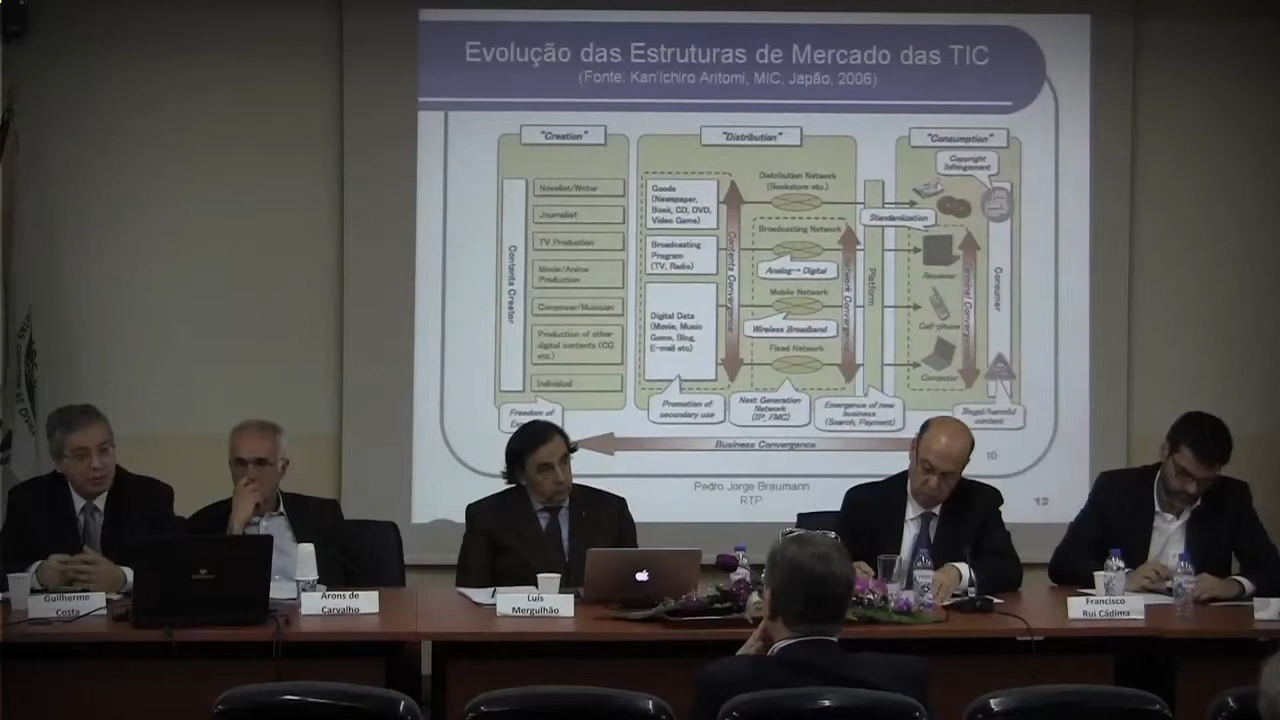 Evolução das Estruturas de Mercado das TIC
(Fonte: Kan'ichiro Aritomi, MIC, Japão, 2006)
"Creation"
"Distribution"
"Consumption"
Contents Creator
Novelist/Writer
Journalist
TV Production
Movie/Anime
Production
Composer/Musician
Production of other
digital contents (CG
etc.)
Individual
Freedom of
Goods
(Newspaper,
Book, CD, DVD,
Video Game)
Broadcasting
Program
(TV, Radio)
Digital Data
(Movie, Music
Game, Blog,
E-mail etc)
Promotion of
secondary use
Contents Convergence
Distribution Network
(Bookstore etc.)
Broadcasting Network
Analog→ Digital
Mobile Network
Wireless Broadband
Fixed Network
Next Generation
Network
(IP, FMC)
Network Convergence
Platform
Standardization
Emergence of new
business
(Search, Payment)
Copyright
Infringement
Receiver
Cell-phone
Computer
Terminal Convergence
Consumer
Illegal/harmful
content
Business Convergence
10
Pedro Jorge Braumann
RTP
12
Guilherme
Costa
Arons de
Carvalho
Luís
Mergulhão
Francisco
Rui Cádima